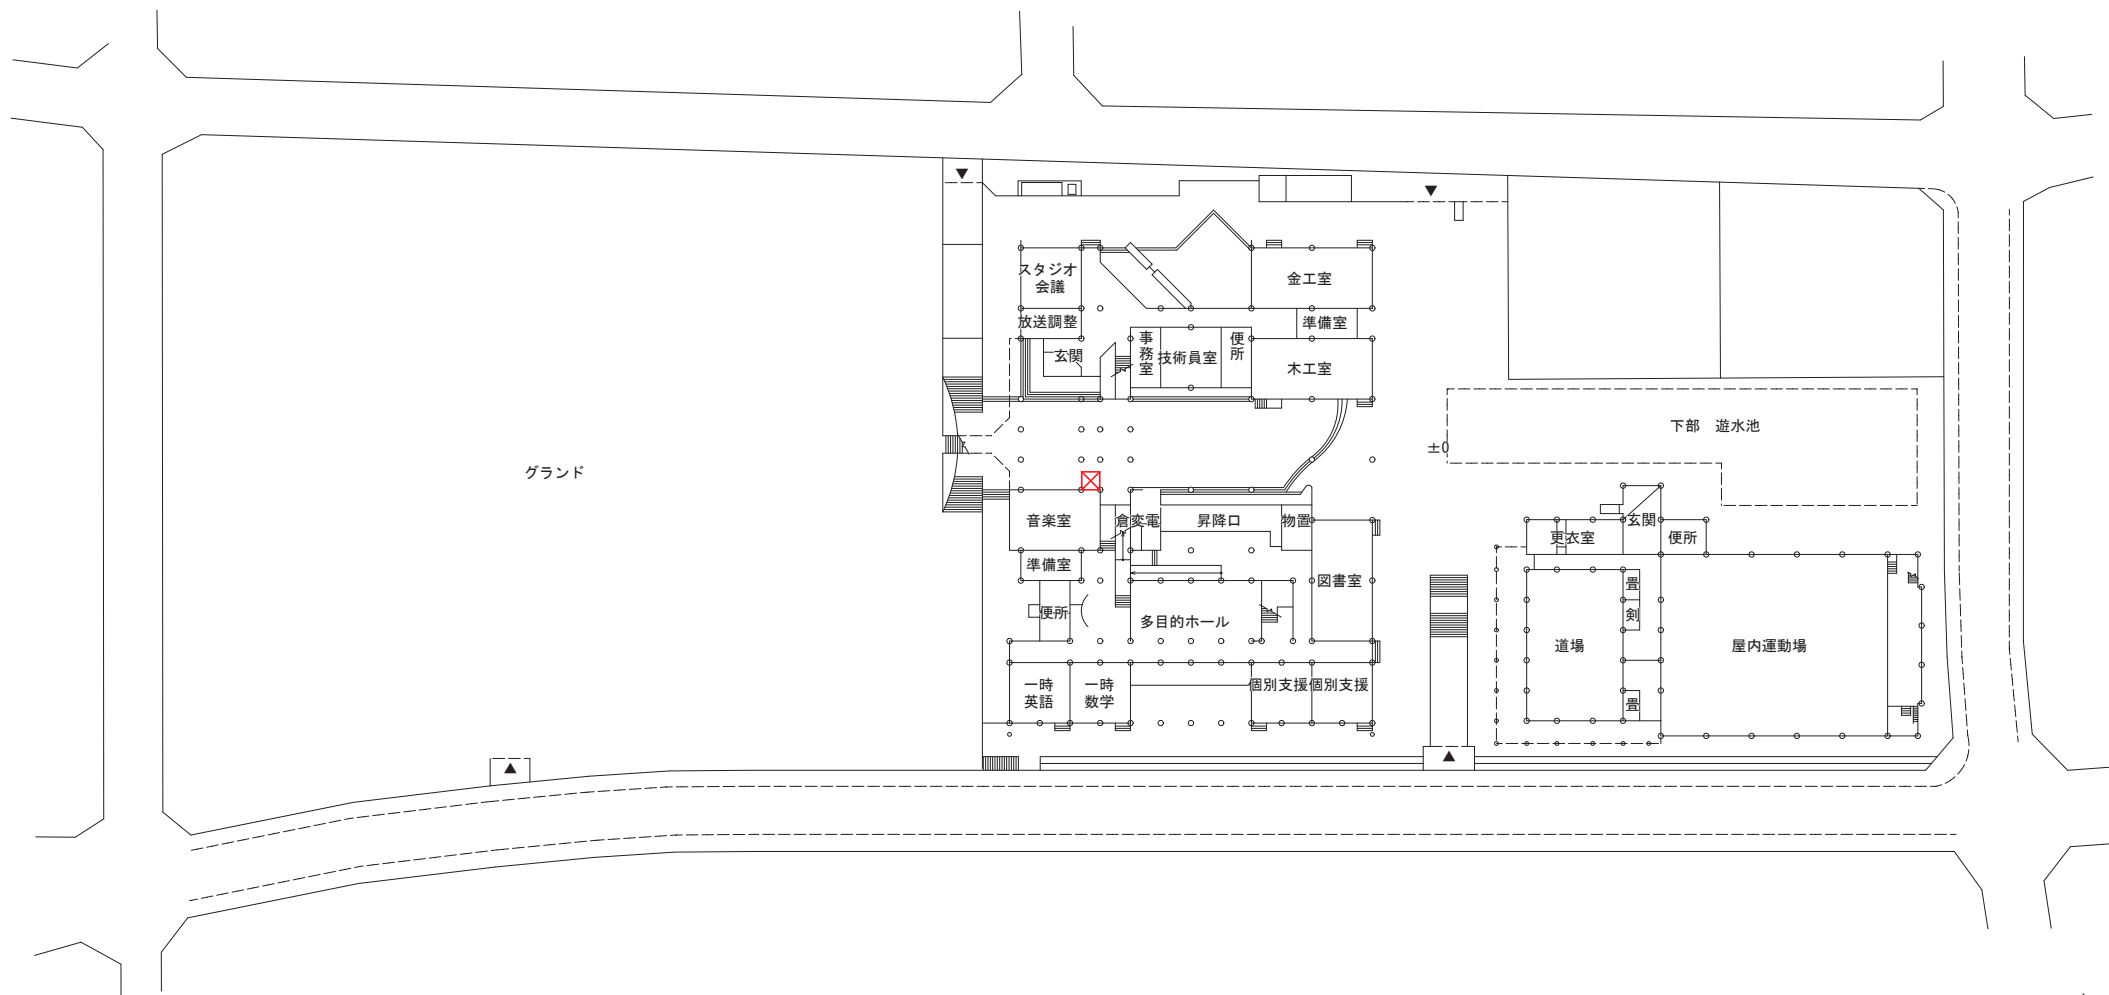 スタジオ
会議
金工室
放送調整
準備室
玄関
事務室
技術員室
便所
木工室
下部　遊水池
±0
グランド
音楽室
倉
変電
昇降口
物置
玄関
更衣室
便所
準備室
図書室
畳
便所
多目的ホール
剣
道場
屋内運動場
一時
英語
一時
数学
個別支援
個別支援
畳